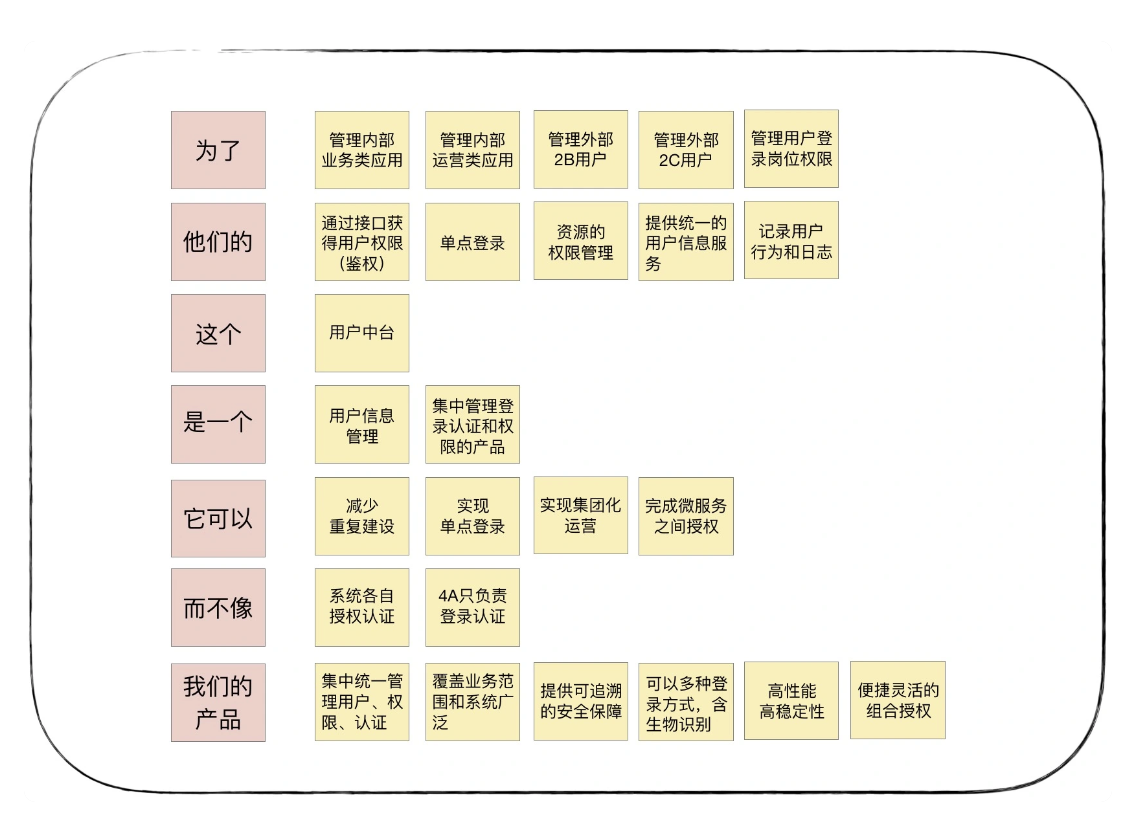 为了
管理内部
业务类应用
管理内部
运营类应用
管理外部
2B用户
管理外部
2C用户
管理用户登
录岗位权限
他们的
通过接口获
得用户权限
（鉴权）
单点登录
资源的
权限管理
提供统一的
用户信息服
务
记录用户
行为和日志
这个
用户中台
是一个
用户信息
管理
集中管理登
录认证和权
限的产品
它可以
减少
重复建设
实现
单点登录
实现集团化
运营
完成微服务
之间授权
而不像
系统各自
授权认证
4A只负责
登录认证
我们的
产品
集中统一管
理用户、权
限、认证
覆盖业务范
围和系统广
泛
提供可追溯
的安全保障
可以多种登
录方式，含
生物识别
高性能
高稳定性
便捷灵活的
组合授权